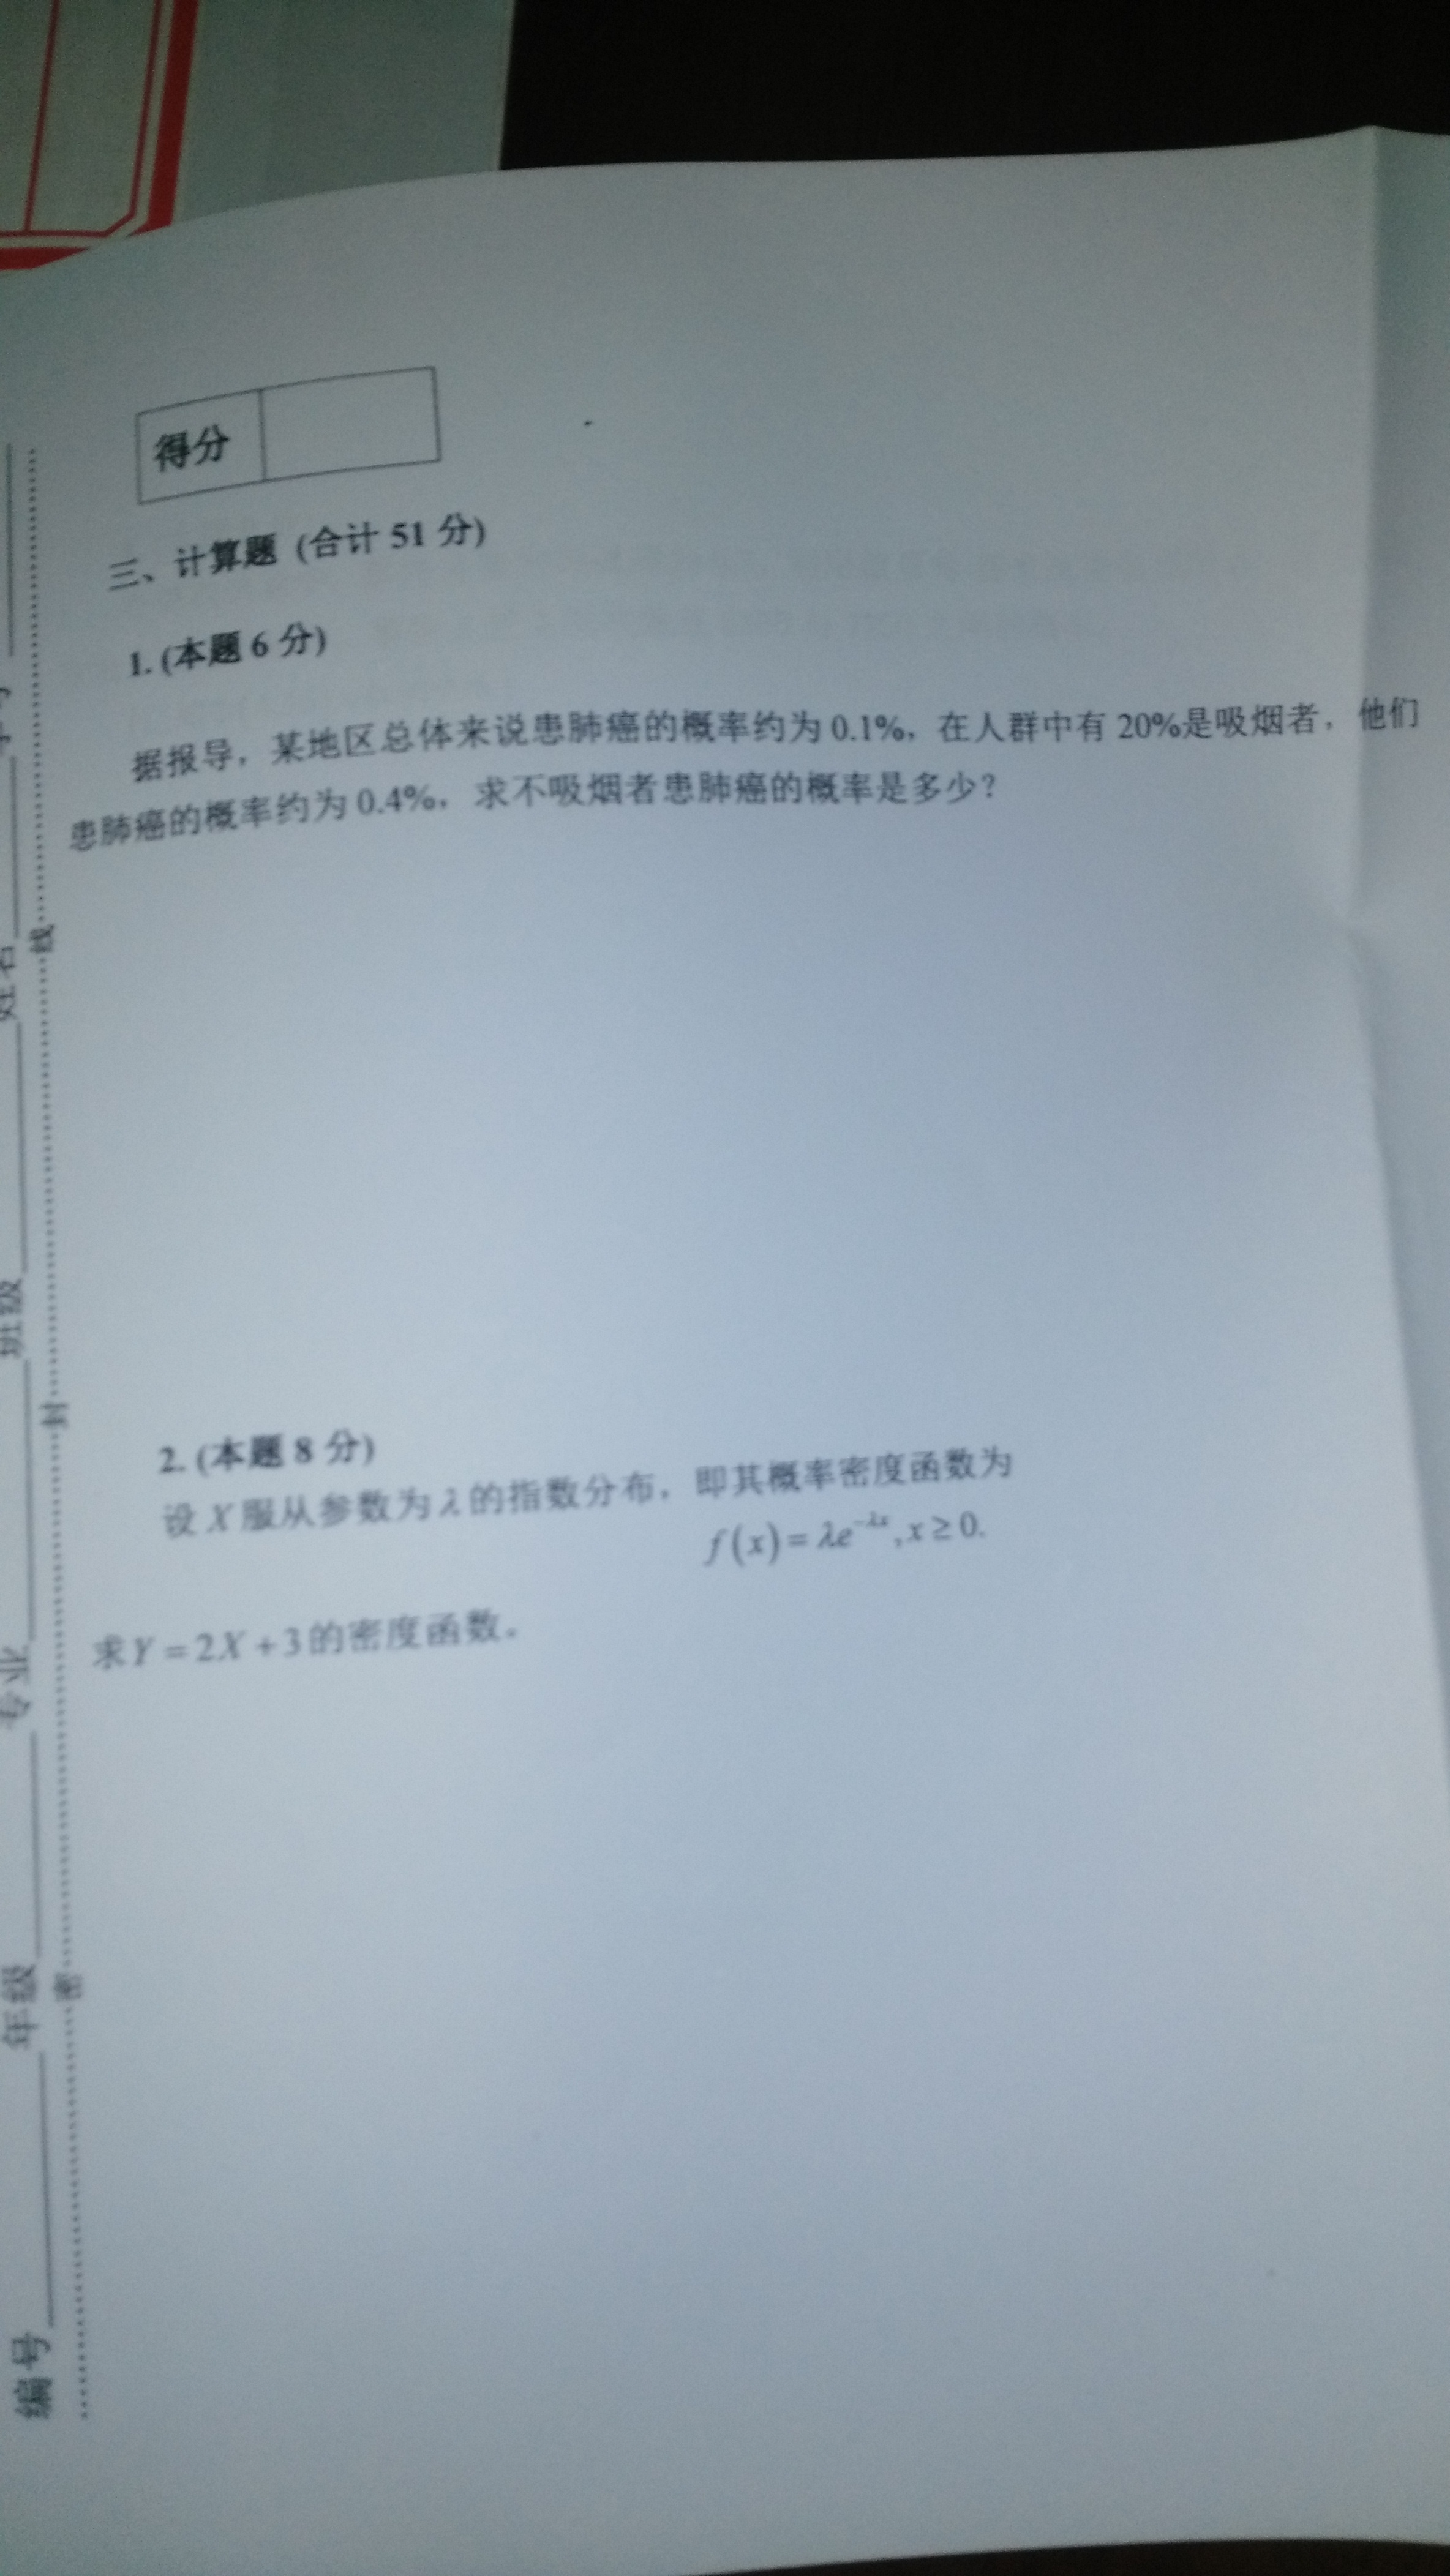 得分
三、计算题 (合计 51 分)
1. (本题 6 分)
据报导，某地区总体来说患肺癌的概率约为 0.1%，在人群中有 20%是吸烟者，他们
患肺癌的概率约为 0.4%，求不吸烟者患肺癌的概率是多少？
2. (本题 8 分)
设 X 服从参数为 λ 的指数分布，即其概率密度函数为
f(x)=λe^{-λx}, x≥0.
求Y=2X+3的密度函数。
编号 年级 专业 班级 姓名
密 封 线